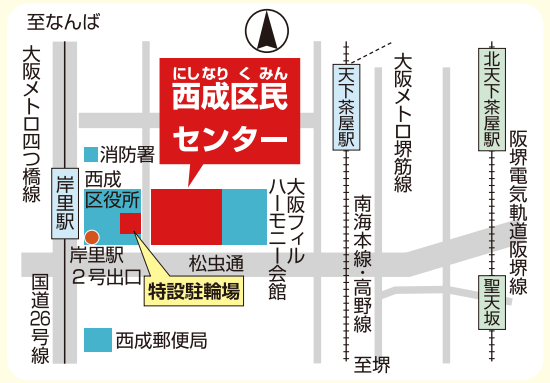 至なんば
大阪メトロ四つ橋線
岸里駅
国道26号線
にしなり く みん
西成区民
センター
消防署
西成
区役所
岸里駅
2号出口
特設駐輪場
松虫通
大阪フィル
ハーモニー会館
西成郵便局
天下茶屋駅
大阪メトロ堺筋線
南海本線・高野線
至堺
北天下茶屋駅
阪堺電気軌道阪堺線
聖天坂